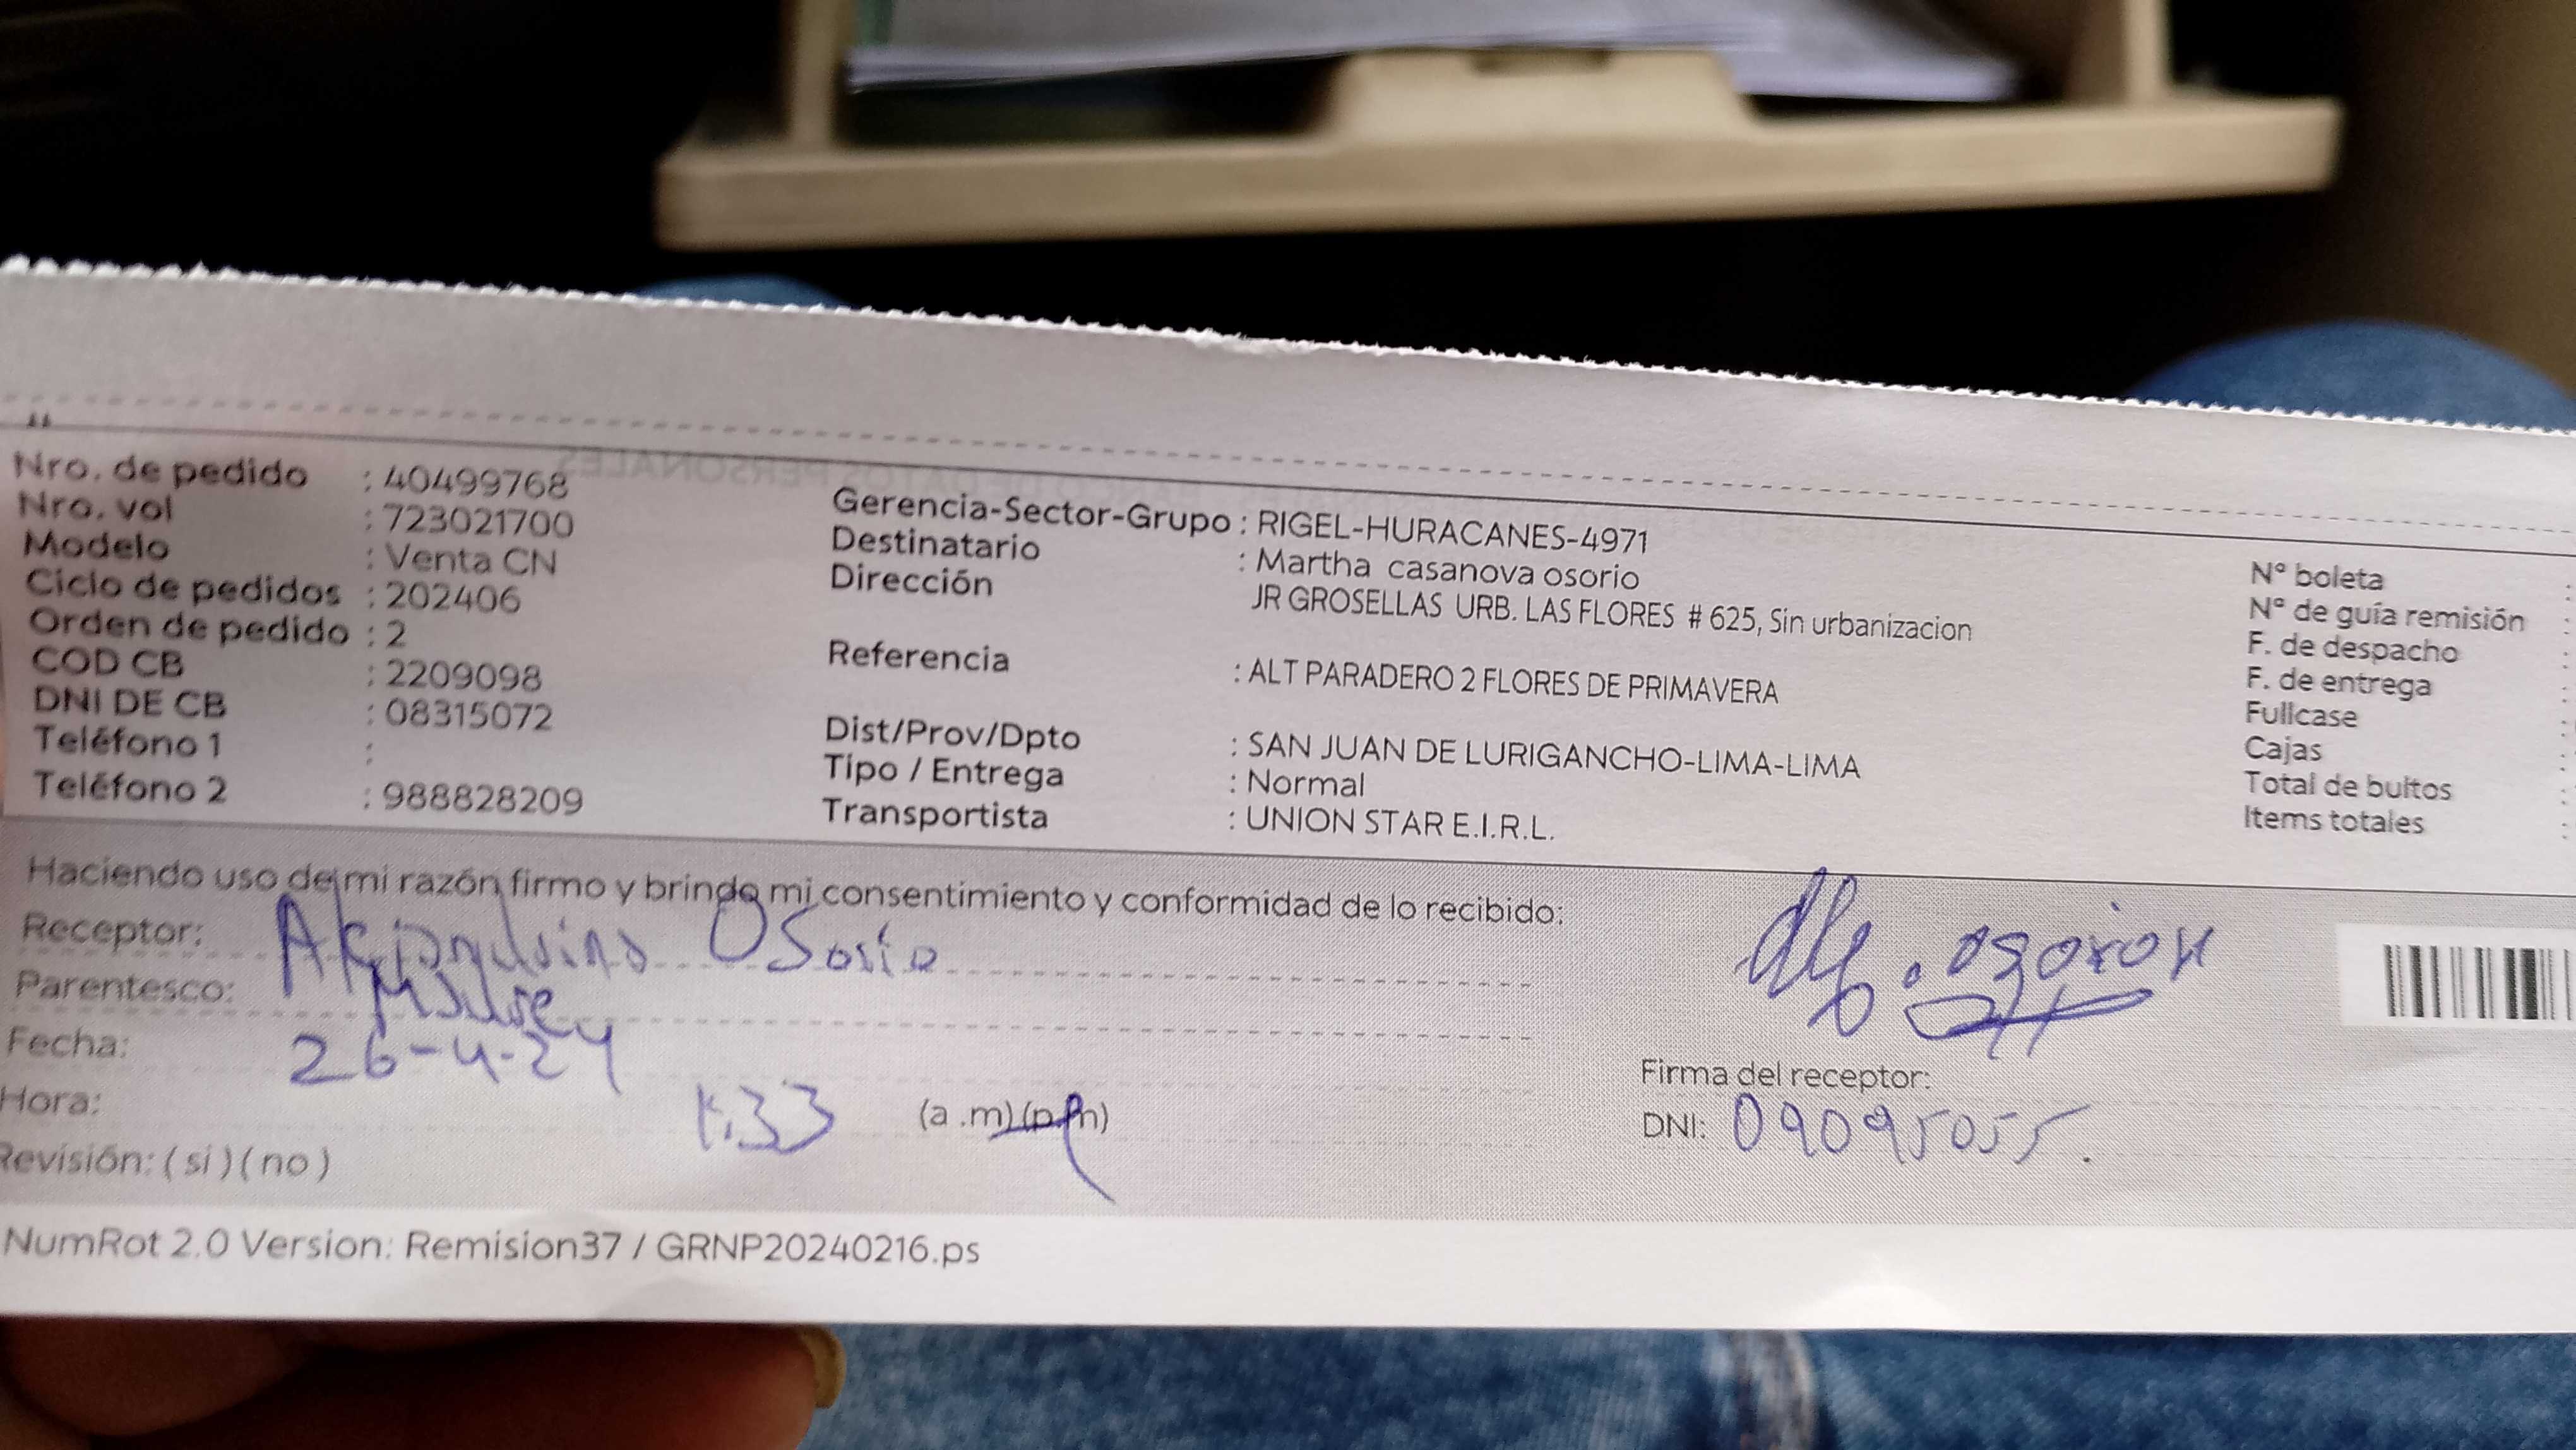 Nro. de pedido : 40499768
Nro. vol : 723021700
Modelo : Venta CN
Ciclo de pedidos : 202406
Orden de pedido : 2
COD CB : 2209098
DNI DE CB : 08315072
Teléfono 1 :
Teléfono 2 : 988828209
Gerencia-Sector-Grupo : RIGEL-HURACANES-4971
Destinatario : Martha casanova osorio
Dirección JR GROSELLAS URB. LAS FLORES # 625, Sin urbanizacion
Referencia : ALT PARADERO 2 FLORES DE PRIMAVERA
Dist/Prov/Dpto : SAN JUAN DE LURIGANCHO-LIMA-LIMA
Tipo / Entrega : Normal
Transportista : UNION STAR E.I.R.L.
N° boleta :
N° de guía remisión :
F. de despacho :
F. de entrega :
Fullcase :
Cajas :
Total de bultos :
Items totales :
Haciendo uso de mi razón firmo y brindo mi consentimiento y conformidad de lo recibido:
Receptor: Osorio
Parentesco: Madre
Fecha: 26-4-24
Hora: 1:33 (a .m) (p.m)
Revisión: ( si ) ( no )
Firma del receptor:
DNI: 09095055.
NumRot 2.0 Version: Remision37 / GRNP20240216.ps